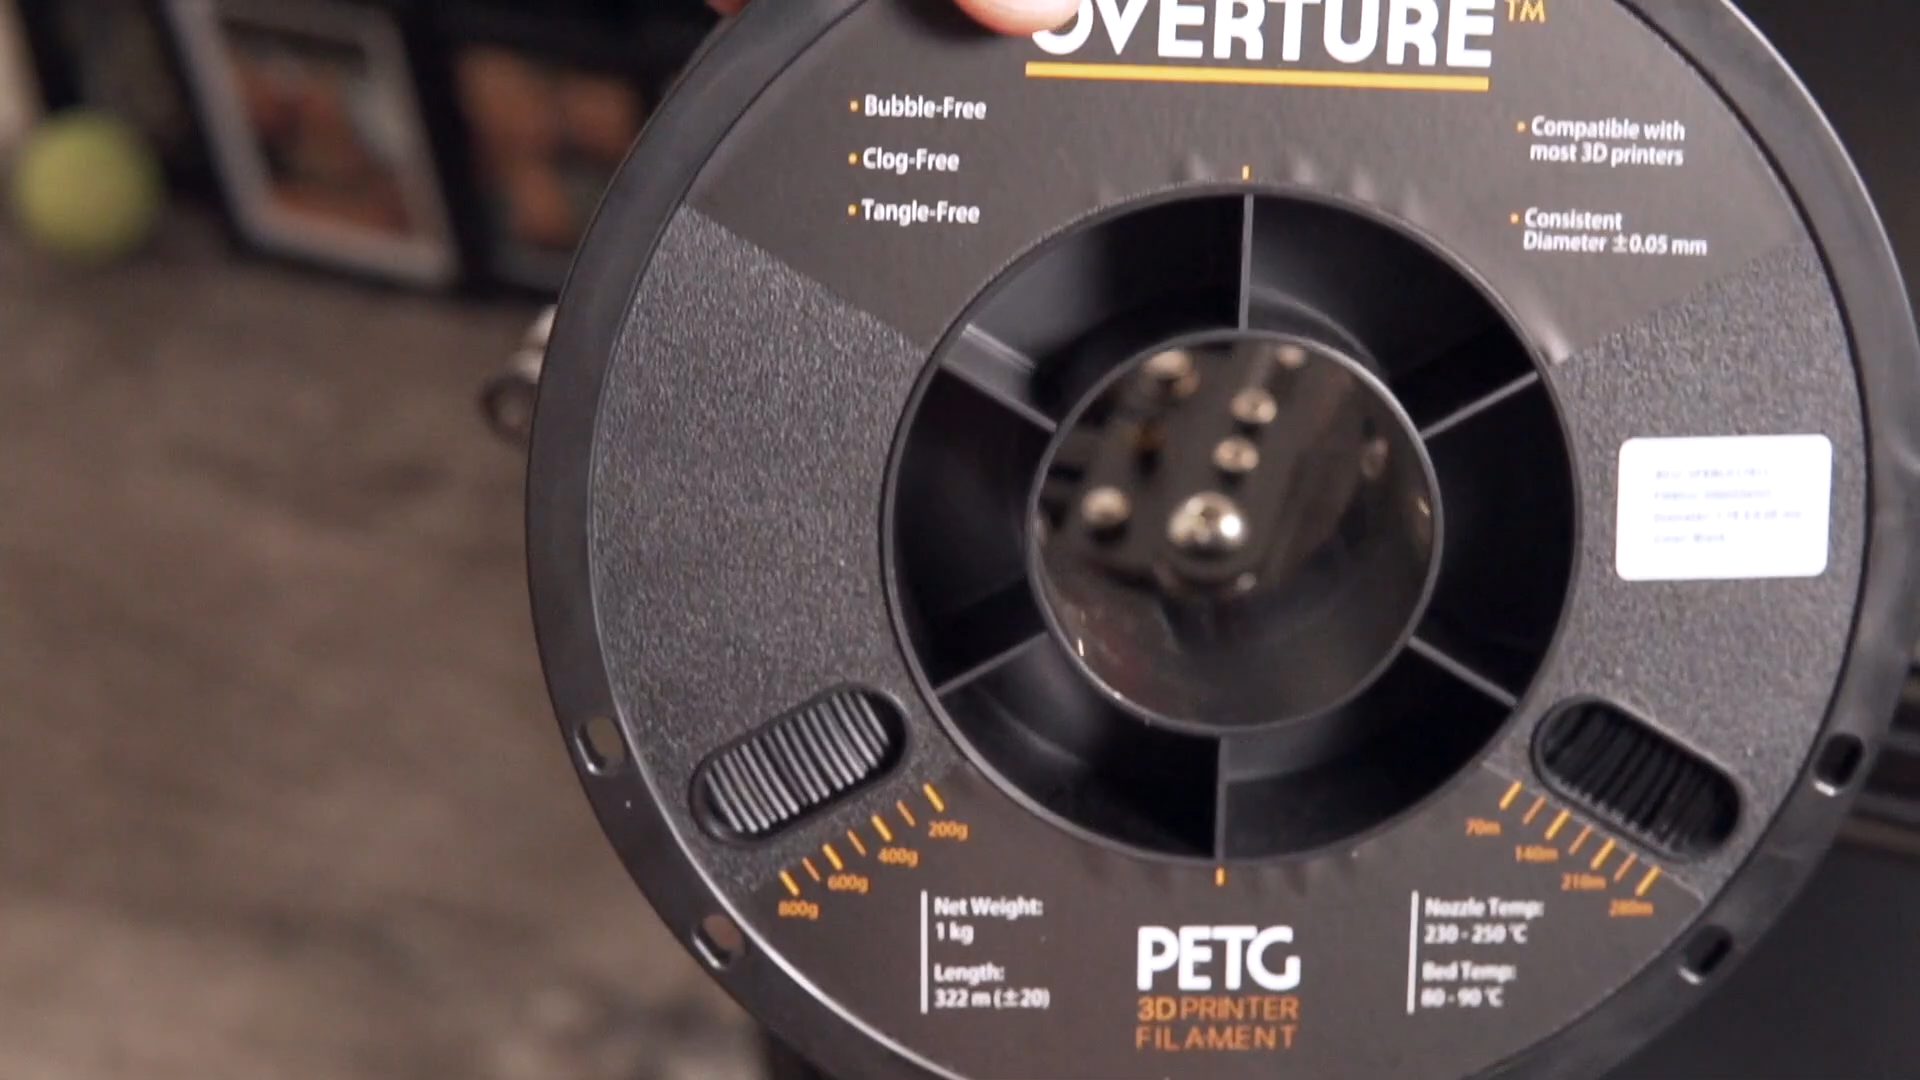 OVERTURE™
• Bubble-Free
• Clog-Free
• Tangle-Free
• Compatible with
most 3D printers
• Consistent
Diameter ±0.05 mm
200g
400g
600g
800g
70m
140m
210m
280m
Net Weight:
1 kg
Length:
322 m (±20)
PETG
3D PRINTER
FILAMENT
Nozzle Temp:
230 - 250 ℃
Bed Temp:
80 - 90 ℃